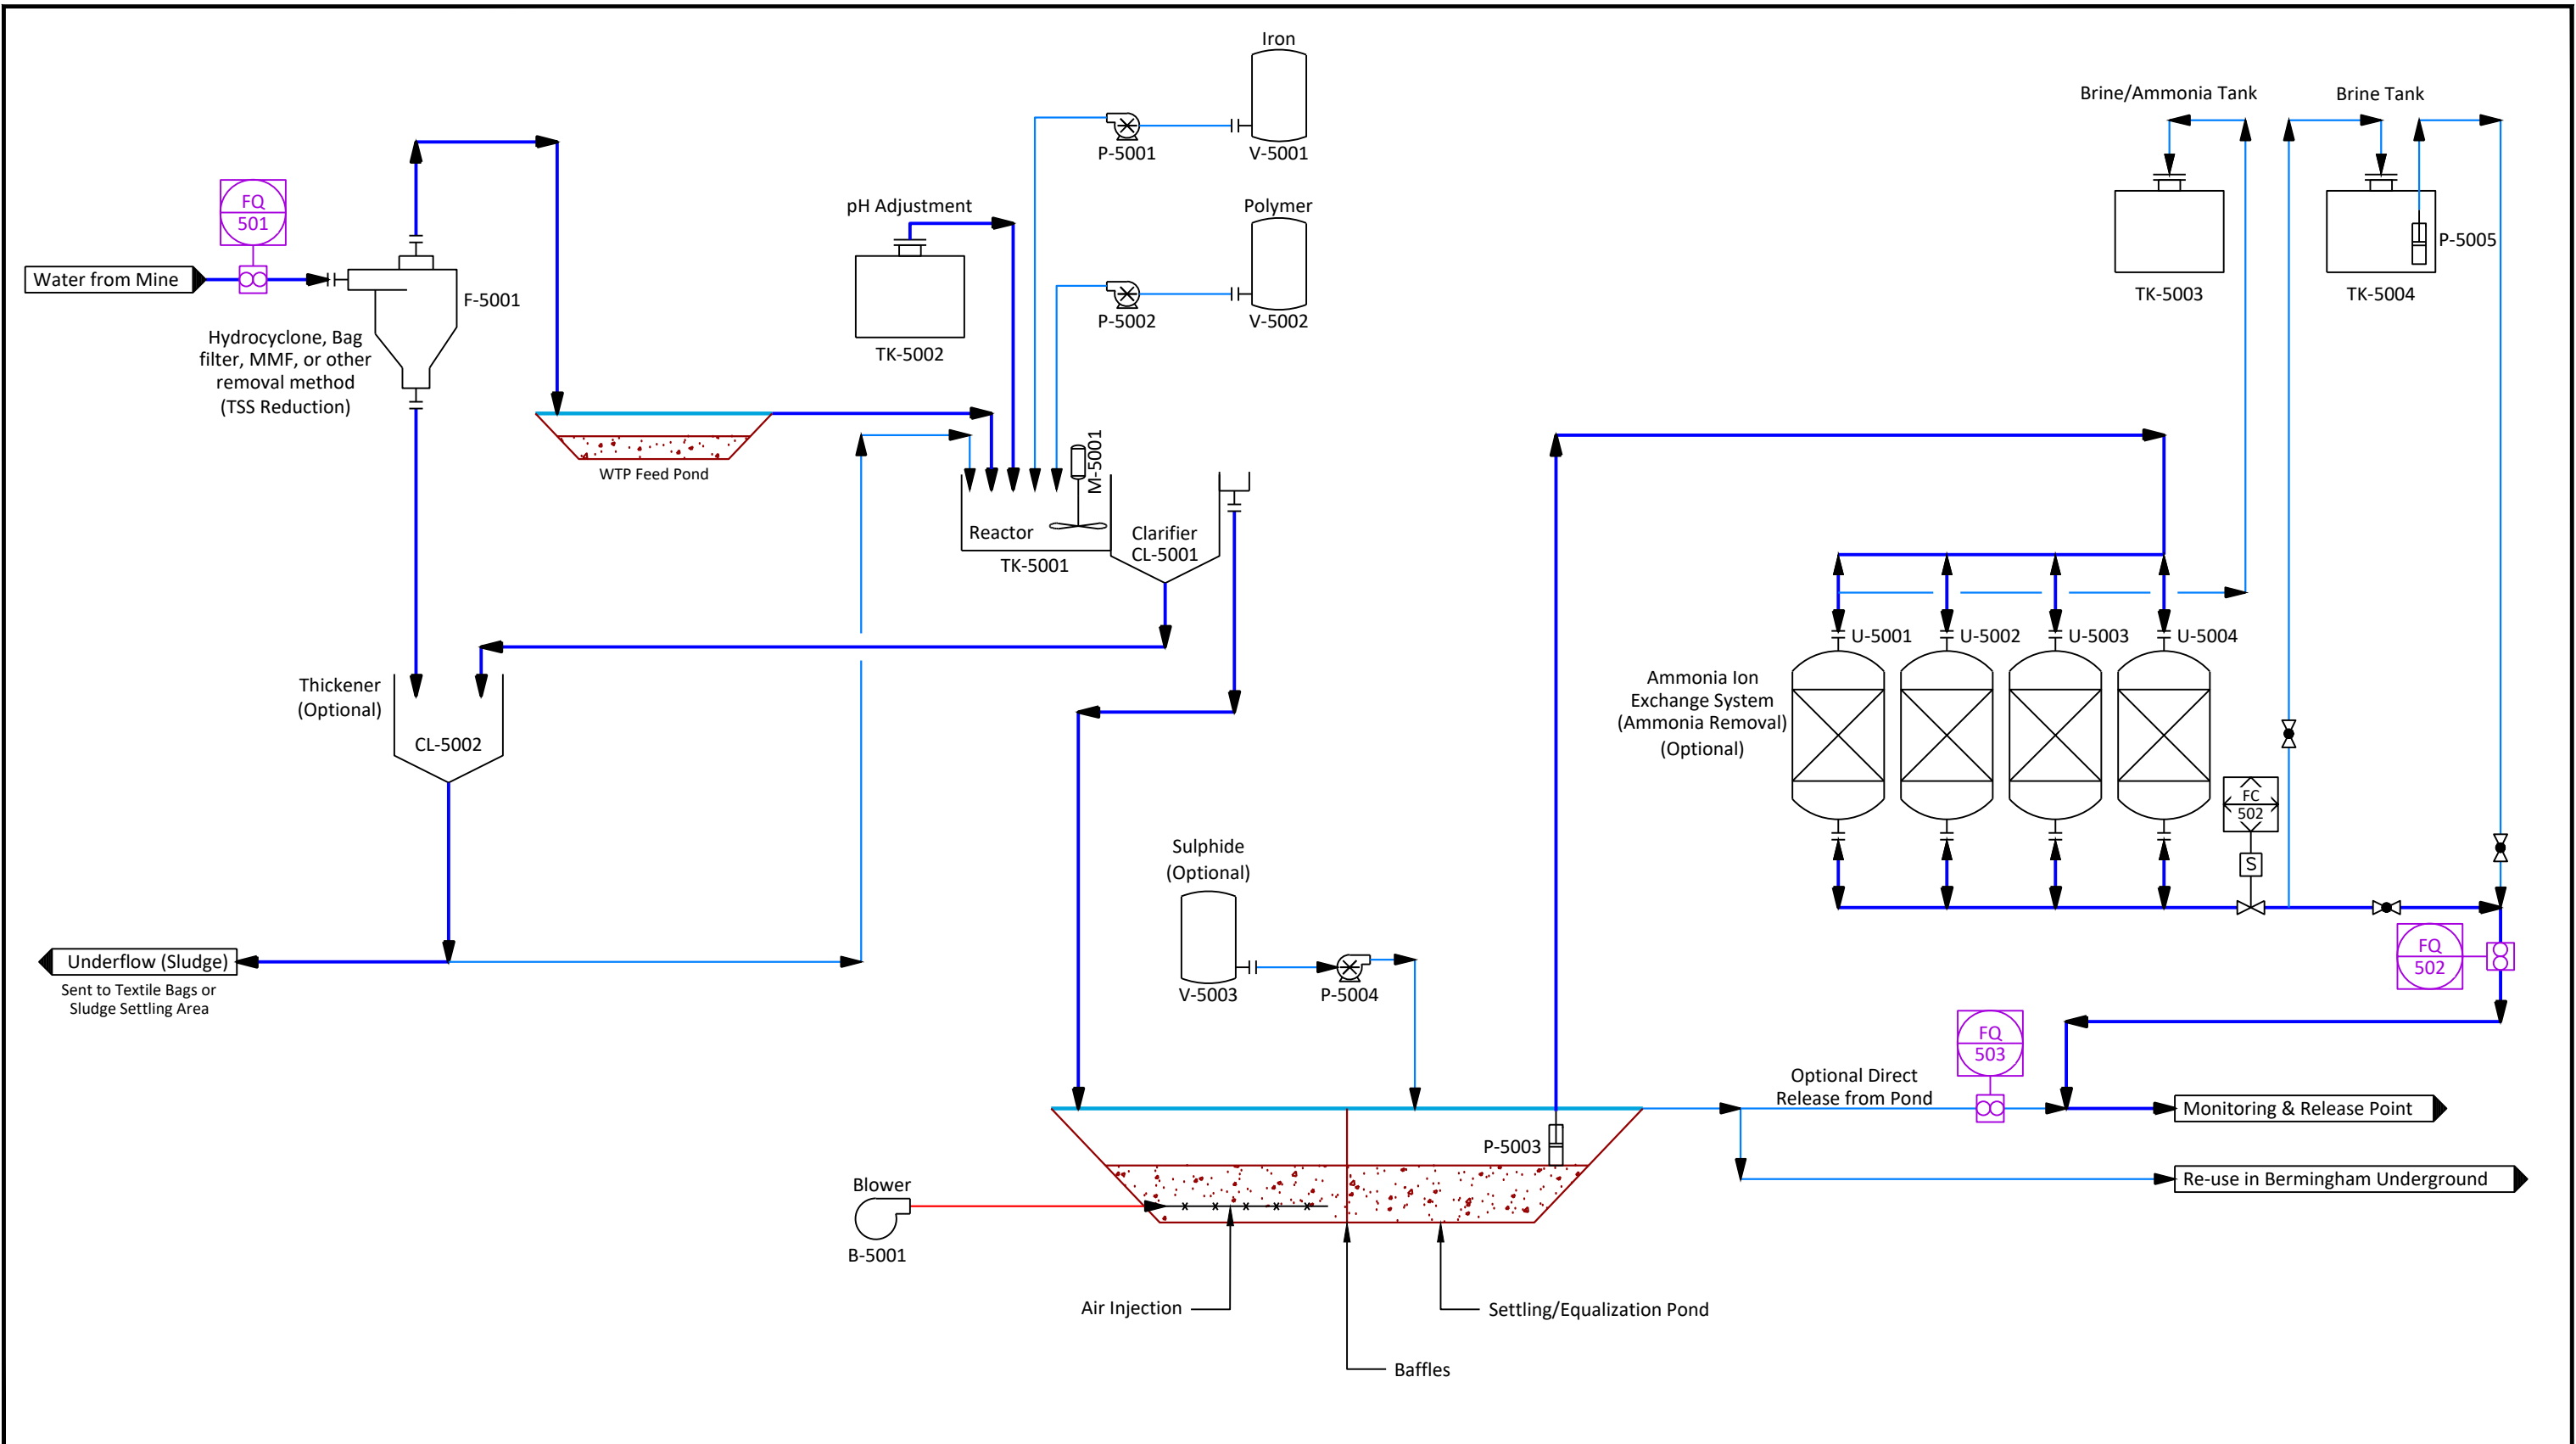 Iron
V-5001
P-5001
Polymer
V-5002
P-5002
pH Adjustment
TK-5002
Brine/Ammonia Tank
TK-5003
Brine Tank
P-5005
TK-5004
FQ
501
Water from Mine
F-5001
Hydrocyclone, Bag
filter, MMF, or other
removal method
(TSS Reduction)
WTP Feed Pond
M-5001
Reactor
TK-5001
Clarifier
CL-5001
Thickener
(Optional)
CL-5002
U-5001
U-5002
U-5003
U-5004
Ammonia Ion
Exchange System
(Ammonia Removal)
(Optional)
FC
502
S
Sulphide
(Optional)
V-5003
P-5004
Underflow (Sludge)
Sent to Textile Bags or
Sludge Settling Area
FQ
502
FQ
503
Optional Direct
Release from Pond
Monitoring & Release Point
Re-use in Bermingham Underground
P-5003
Blower
B-5001
Air Injection
Settling/Equalization Pond
Baffles